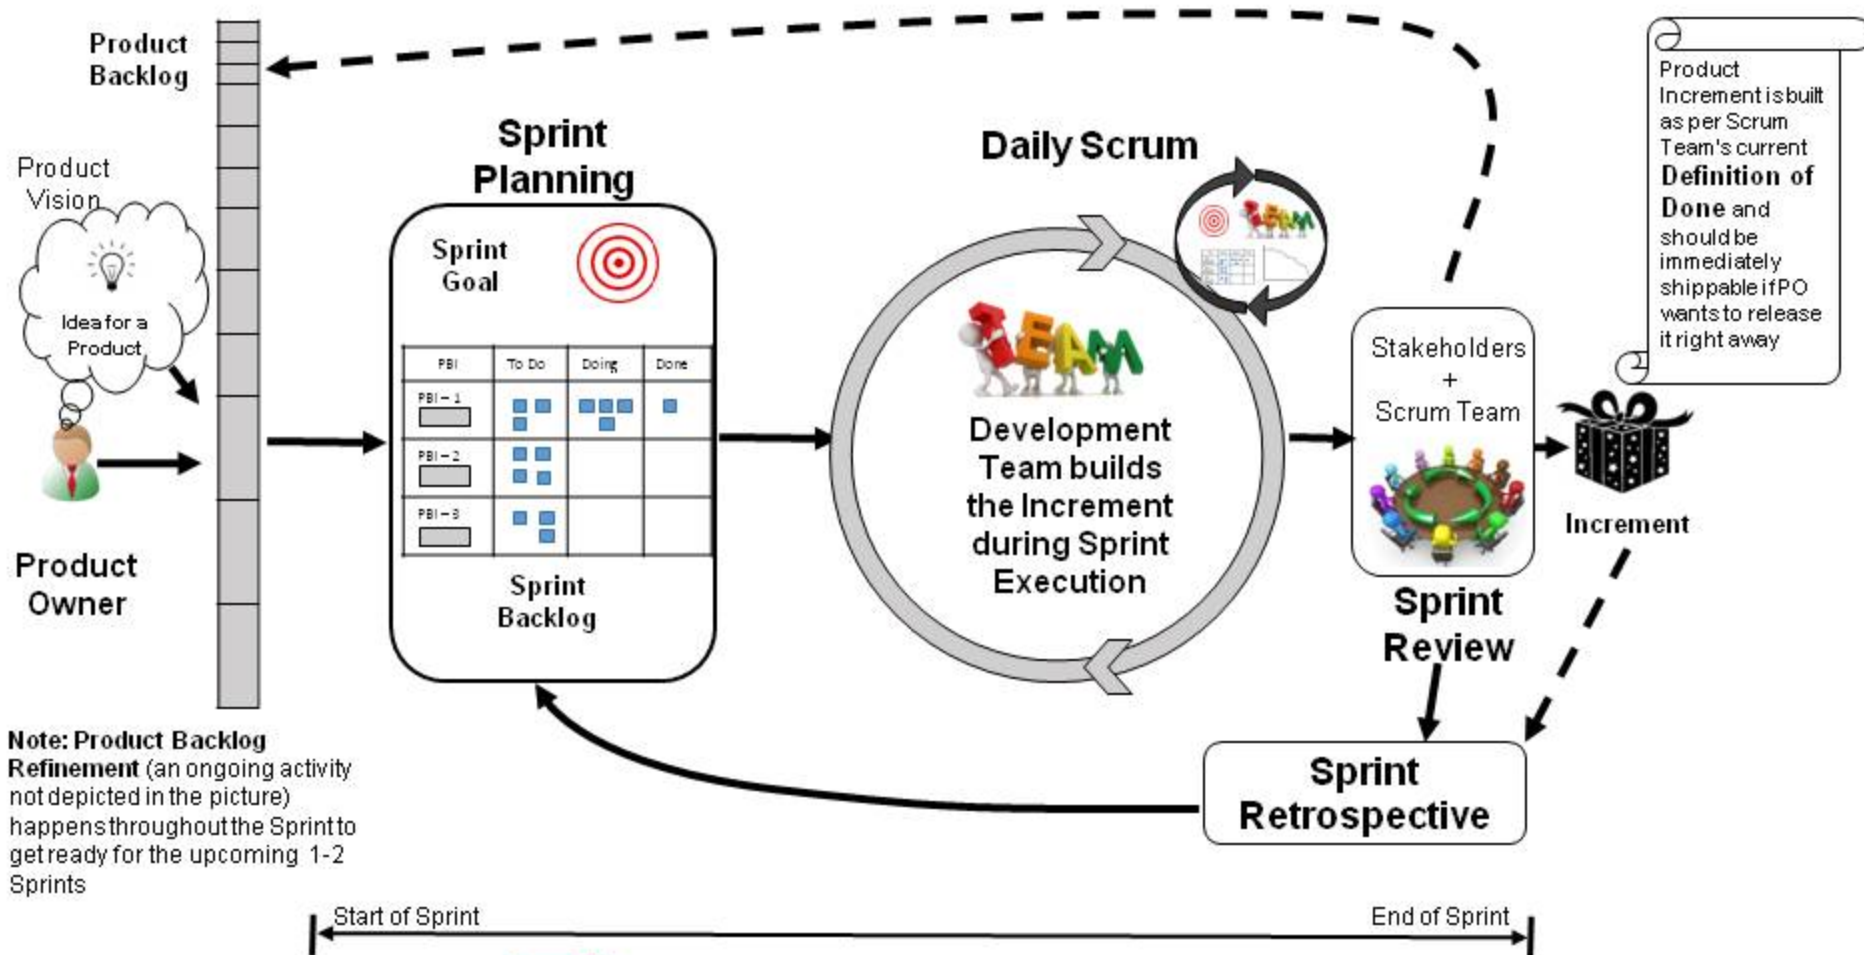 Product
Backlog
Product
Vision
Idea for a
Product
Product
Owner
Note: Product Backlog
Refinement (an ongoing activity
not depicted in the picture)
happens throughout the Sprint to
get ready for the upcoming 1-2
Sprints
Sprint
Planning
Sprint
Goal
PBI To Do Doing Done
PBI – 1
PBI – 2
PBI – 3
Sprint
Backlog
Daily Scrum
TEAM
TEAM
Development
Team builds
the Increment
during Sprint
Execution
Stakeholders
+
Scrum Team
Sprint
Review
Increment
Product
Increment is built
as per Scrum
Team's current
Definition of
Done and
should be
immediately
shippable if PO
wants to release
it right away
Sprint
Retrospective
Start of Sprint
End of Sprint